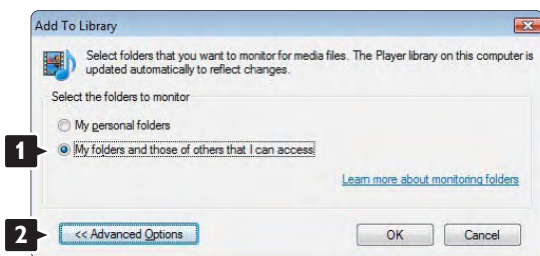 Add To Library
Select folders that you want to monitor for media files. The Player library on this computer is
updated automatically to reflect changes.
Select the folders to monitor
My personal folders
1
My folders and those of others that I can access
Learn more about monitoring folders
2
<< Advanced Options
OK
Cancel